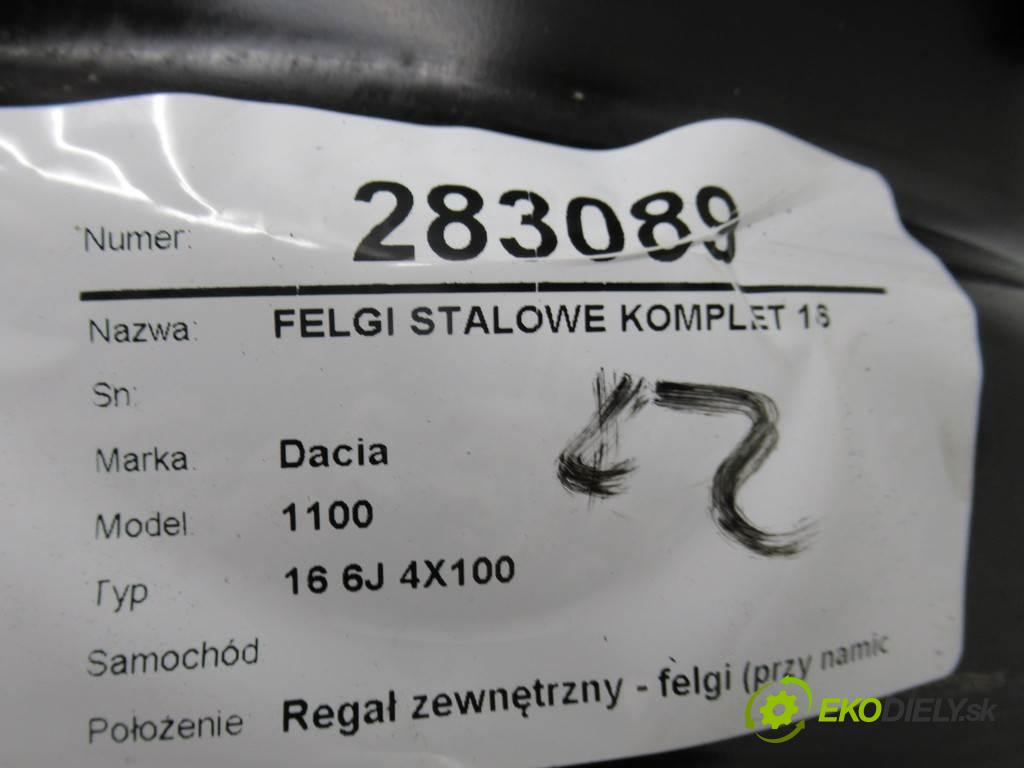 Numer: 283089
Nazwa: FELGI STALOWE KOMPLET 16
Sn:
Marka: Dacia
Model: 1100
Typ 16 6J 4X100
Samochód
Położenie Regał zewnętrzny - felgi (przy namic
EKODIELY.sk